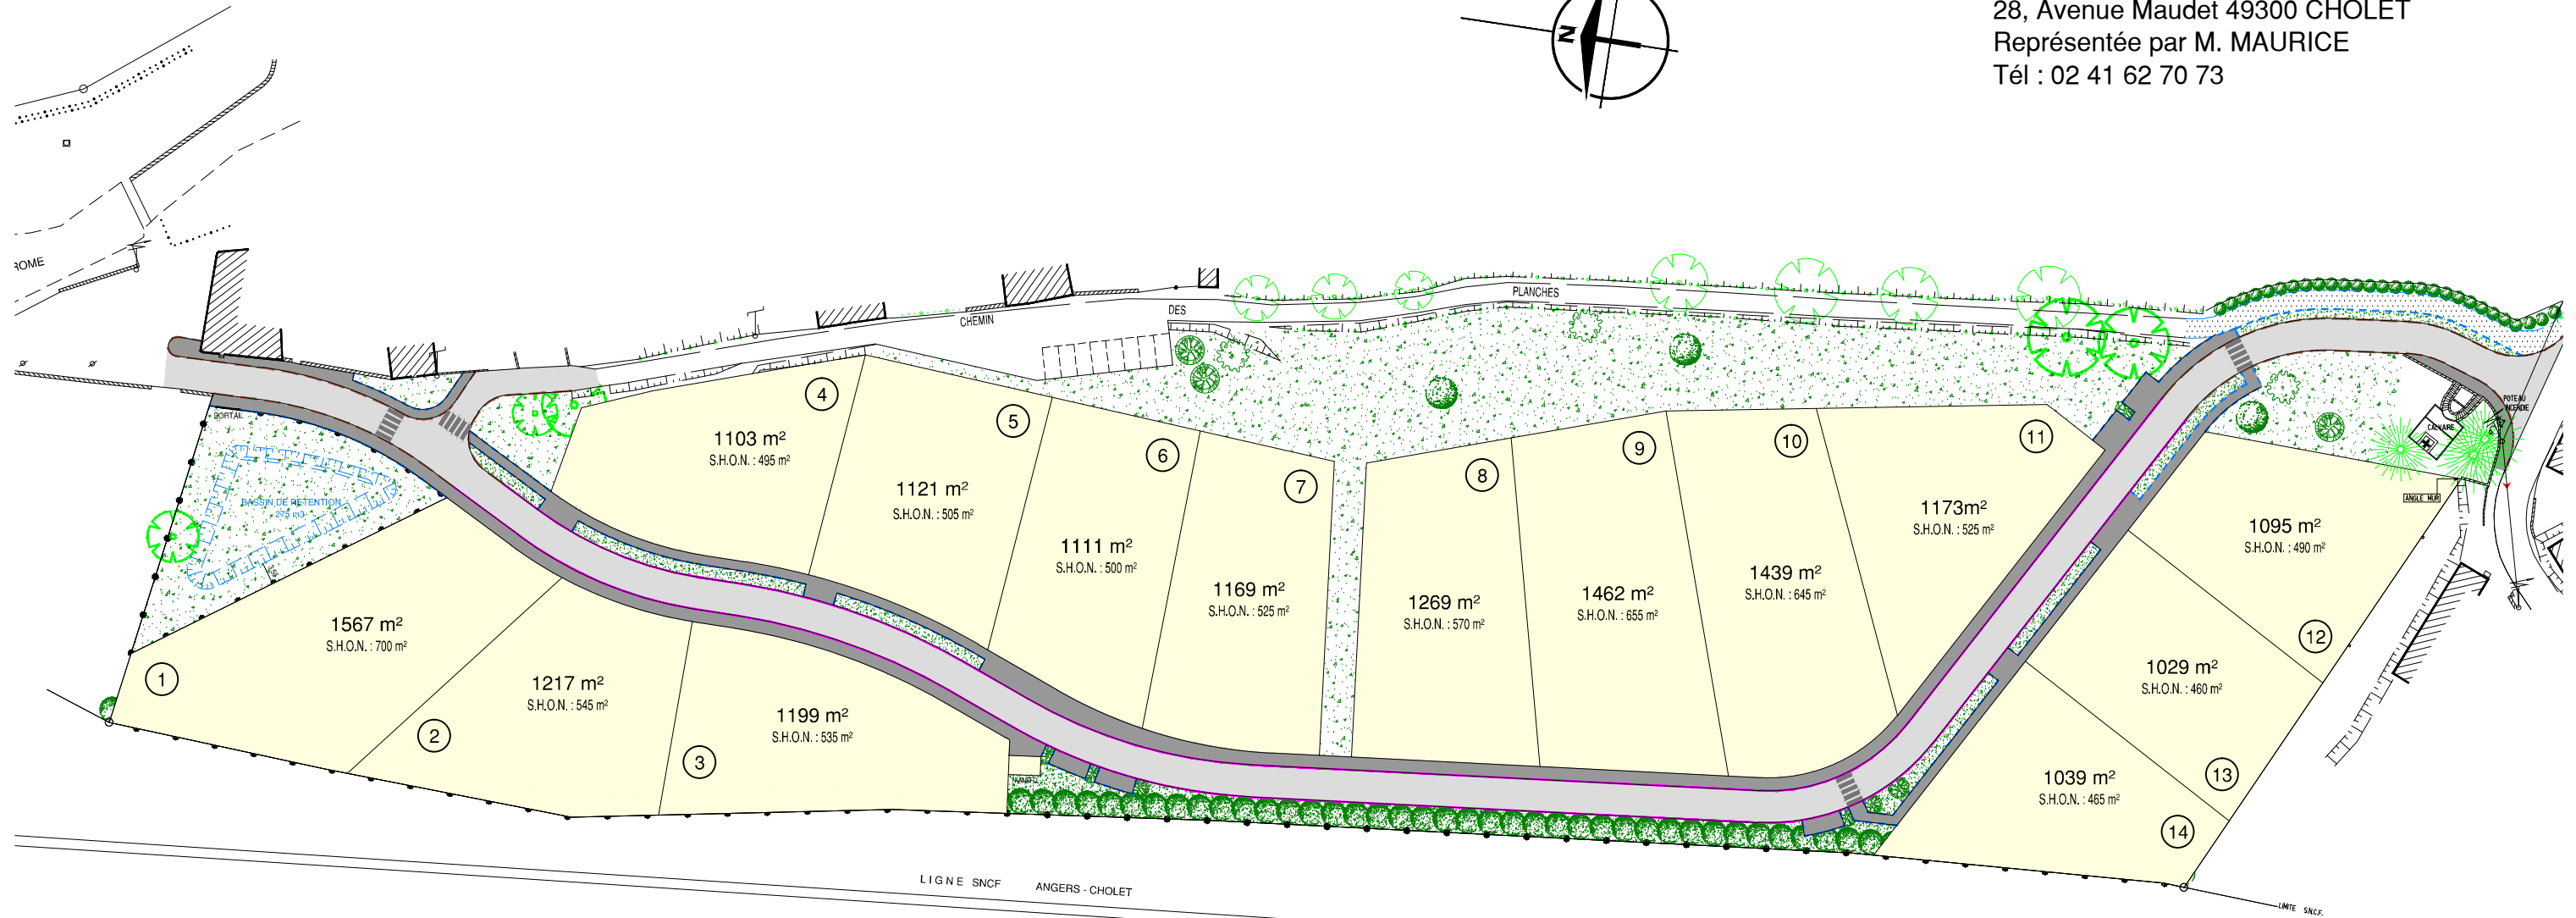 28, Avenue Maudet 49300 CHOLET
Représentée par M. MAURICE
Tél : 02 41 62 70 73
N
ROME
CHEMIN
DES
PLANCHES
PORTAIL
BASSIN DE RETENTION
275 m3
POTEAU
INCENDIE
CALVAIRE
ANGLE MUR
1
1567 m²
S.H.O.N. : 700 m²
2
1217 m²
S.H.O.N. : 545 m²
3
1199 m²
S.H.O.N. : 535 m²
4
1103 m²
S.H.O.N. : 495 m²
5
1121 m²
S.H.O.N. : 505 m²
6
1111 m²
S.H.O.N. : 500 m²
7
1169 m²
S.H.O.N. : 525 m²
8
1269 m²
S.H.O.N. : 570 m²
9
1462 m²
S.H.O.N. : 655 m²
10
1439 m²
S.H.O.N. : 645 m²
11
1173m²
S.H.O.N. : 525 m²
12
1095 m²
S.H.O.N. : 490 m²
13
1029 m²
S.H.O.N. : 460 m²
14
1039 m²
S.H.O.N. : 465 m²
LIGNE SNCF ANGERS - CHOLET
LIMITE S.N.C.F.